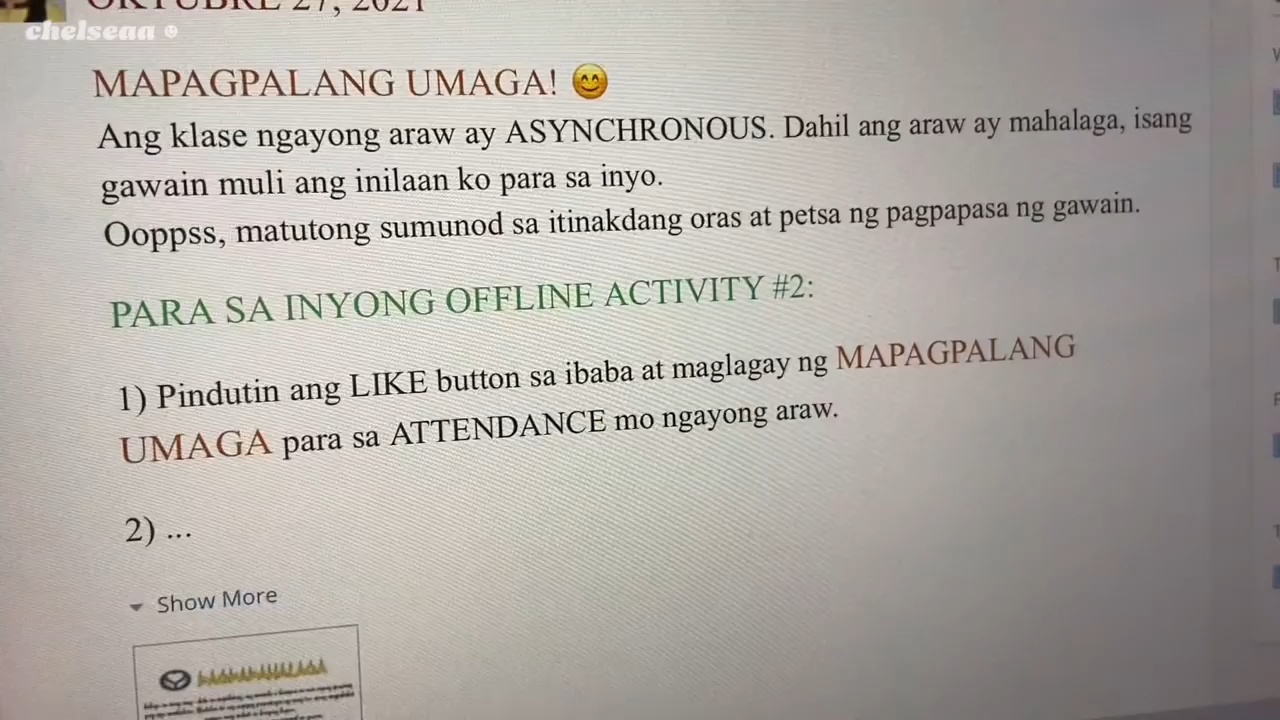 OKTUBRE 27, 2021
chelseaa
MAPAGPALANG UMAGA! 😊
Ang klase ngayong araw ay ASYNCHRONOUS. Dahil ang araw ay mahalaga, isang
gawain muli ang inilaan ko para sa inyo.
Ooppss, matutong sumunod sa itinakdang oras at petsa ng pagpapasa ng gawain.
PARA SA INYONG OFFLINE ACTIVITY #2:
1) Pindutin ang LIKE button sa ibaba at maglagay ng MAPAGPALANG
UMAGA para sa ATTENDANCE mo ngayong araw.
2) ...
Show More